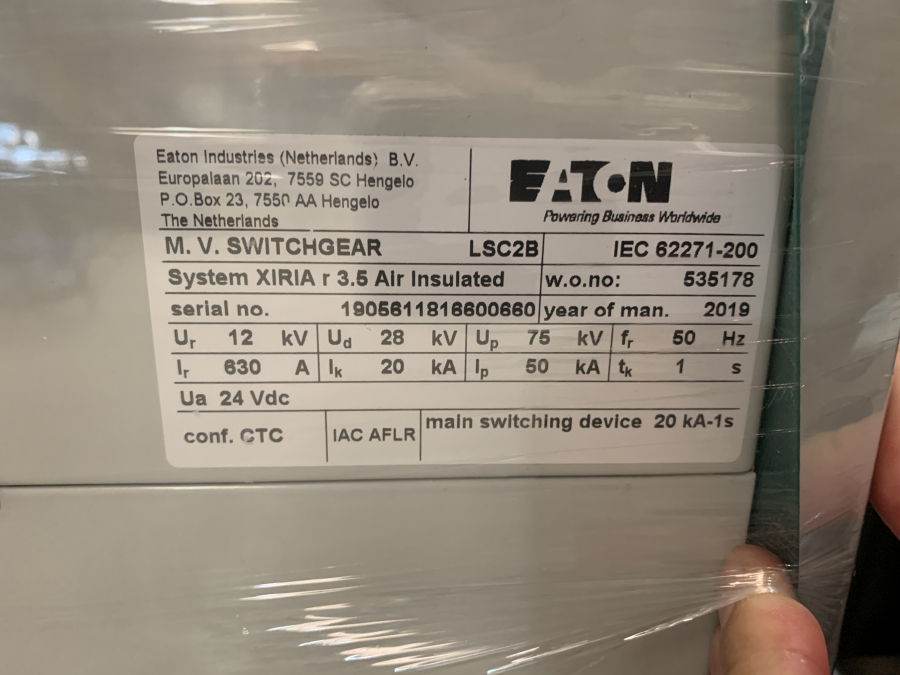 Eaton Industries (Netherlands) B.V.
Europalaan 202, 7559 SC Hengelo
P.O.Box 23, 7550 AA Hengelo
The Netherlands
EATON
Powering Business Worldwide
M. V. SWITCHGEAR LSC2B IEC 62271-200
System XIRIA r 3.5 Air Insulated w.o.no: 535178
serial no. 1905611816600660 year of man. 2019
Ur 12 kV Ud 28 kV Up 75 kV fr 50 Hz
Ir 630 A Ik 20 kA Ip 50 kA tk 1 s
Ua 24 Vdc
conf. CTC IAC AFLR main switching device 20 kA-1s